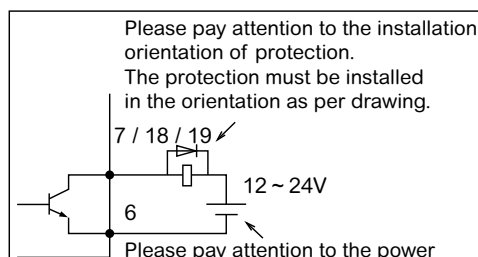 Please pay attention to the installation
orientation of protection.
The protection must be installed
in the orientation as per drawing.
7 / 18 / 19
12 ~ 24V
6
Please pay attention to the power